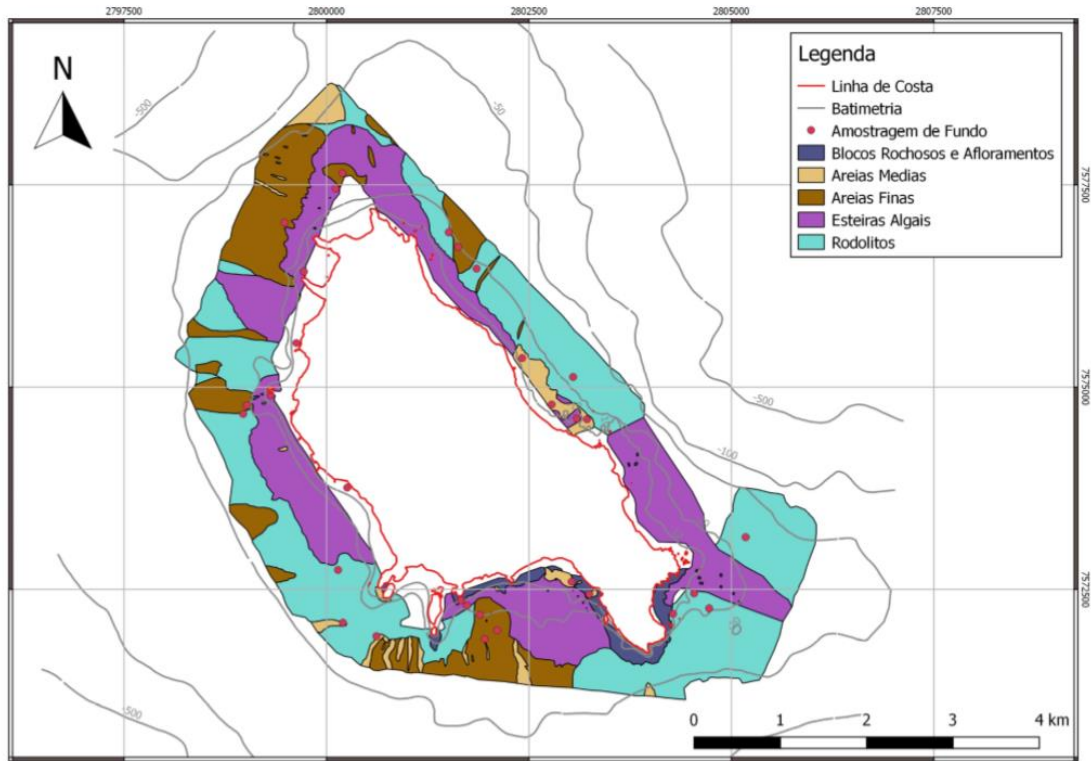 2797500 2800000 2802500 2805000 2807500
N
-500
-50
Legenda
Linha de Costa
Batimetria
Amostragem de Fundo
Blocos Rochosos e Afloramentos
Areias Medias
Areias Finas
Esteiras Algais
Rodolitos
7577500
-500
7575000
-100
7572500
-50
-500
0 1 2 3 4 km